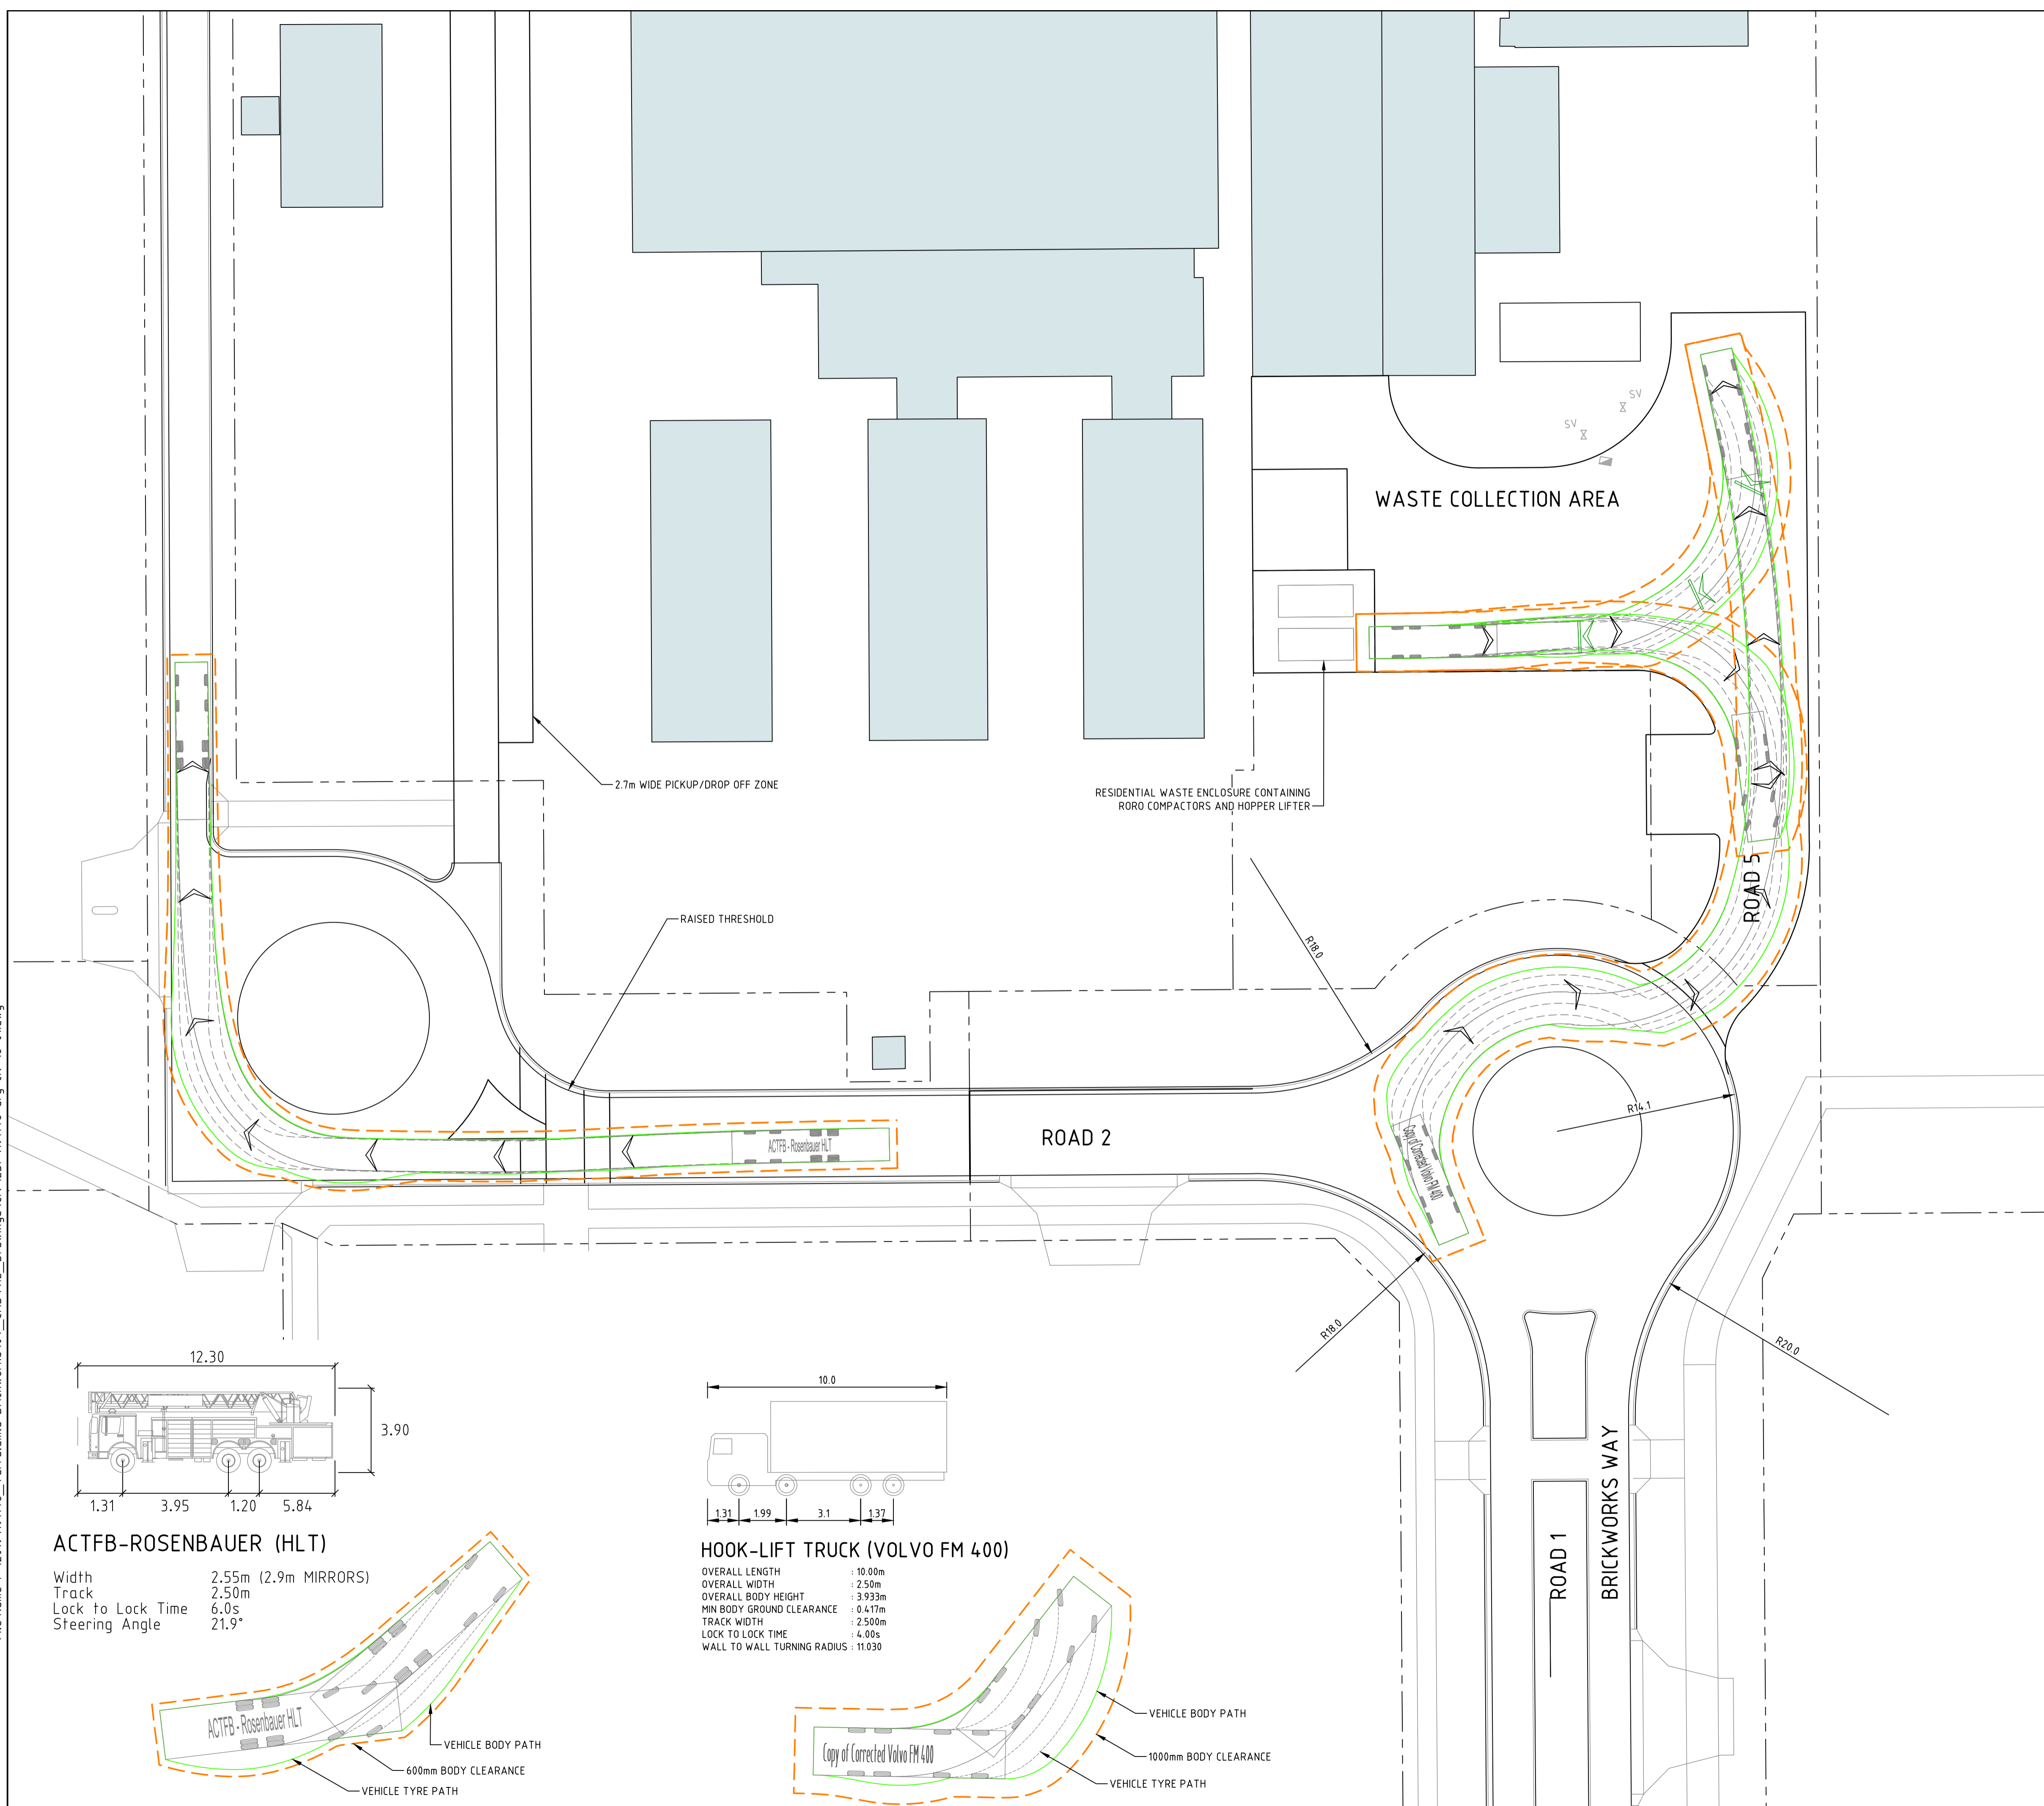 SV
SV
WASTE COLLECTION AREA
2.7m WIDE PICKUP/DROP OFF ZONE
RESIDENTIAL WASTE ENCLOSURE CONTAINING
RORO COMPACTORS AND HOPPER LIFTER
ROAD 5
RAISED THRESHOLD
R18.0
R14.1
ROAD 2
ACTFB - Rosenbauer HLT
Copy of Corrected Volvo FM 400
R18.0
R20.0
ROAD 1
BRICKWORKS WAY
12.30
3.90
1.31 3.95 1.20 5.84
ACTFB-ROSENBAUER (HLT)
Width 2.55m (2.9m MIRRORS)
Track 2.50m
Lock to Lock Time 6.0s
Steering Angle 21.9°
ACTFB - Rosenbauer HLT
VEHICLE BODY PATH
600mm BODY CLEARANCE
VEHICLE TYRE PATH
10.0
1.31 1.99 3.1 1.37
HOOK-LIFT TRUCK (VOLVO FM 400)
OVERALL LENGTH : 10.00m
OVERALL WIDTH : 2.50m
OVERALL BODY HEIGHT : 3.933m
MIN BODY GROUND CLEARANCE : 0.417m
TRACK WIDTH : 2.500m
LOCK TO LOCK TIME : 4.00s
WALL TO WALL TURNING RADIUS : 11.030
Copy of Corrected Volvo FM 400
VEHICLE BODY PATH
1000mm BODY CLEARANCE
VEHICLE TYRE PATH